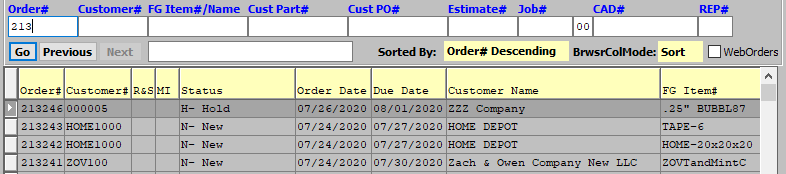 Order# Customer# FG Item#/Name Cust Part# Cust PO# Estimate# Job# CAD# REP#
213 00
Go Previous Next Sorted By: Order# Descending BrwsrColMode: Sort WebOrders
Order# Customer# R&S MI Status Order Date Due Date Customer Name FG Item#
213246 000005 H- Hold 07/26/2020 08/01/2020 ZZZ Company .25" BUBBL87
213243 HOME1000 N- New 07/24/2020 07/27/2020 HOME DEPOT TAPE-6
213242 HOME1000 N- New 07/24/2020 07/27/2020 HOME DEPOT HOME-20x20x20
213241 ZOV100 N- New 07/24/2020 07/30/2020 Zach & Owen Company New LLC ZOVTandMintC